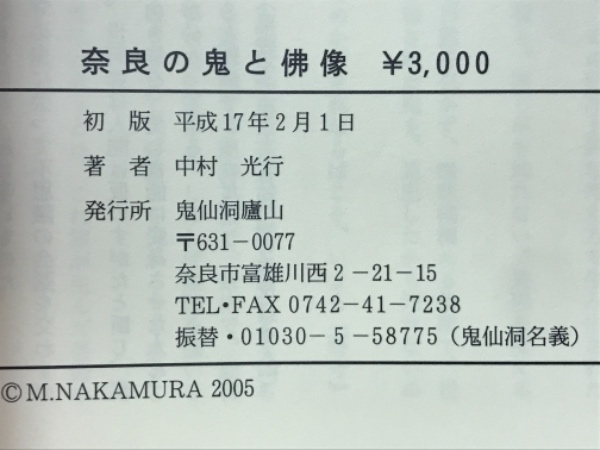 奈良の鬼と佛像 ¥3,000
初 版 平成17年2月1日
著 者 中村 光行
発行所 鬼仙洞廬山
〒631−0077
奈良市富雄川西2−21−15
TEL•FAX 0742−41−7238
振替・01030−5−58775（鬼仙洞名義）
©M.NAKAMURA 2005